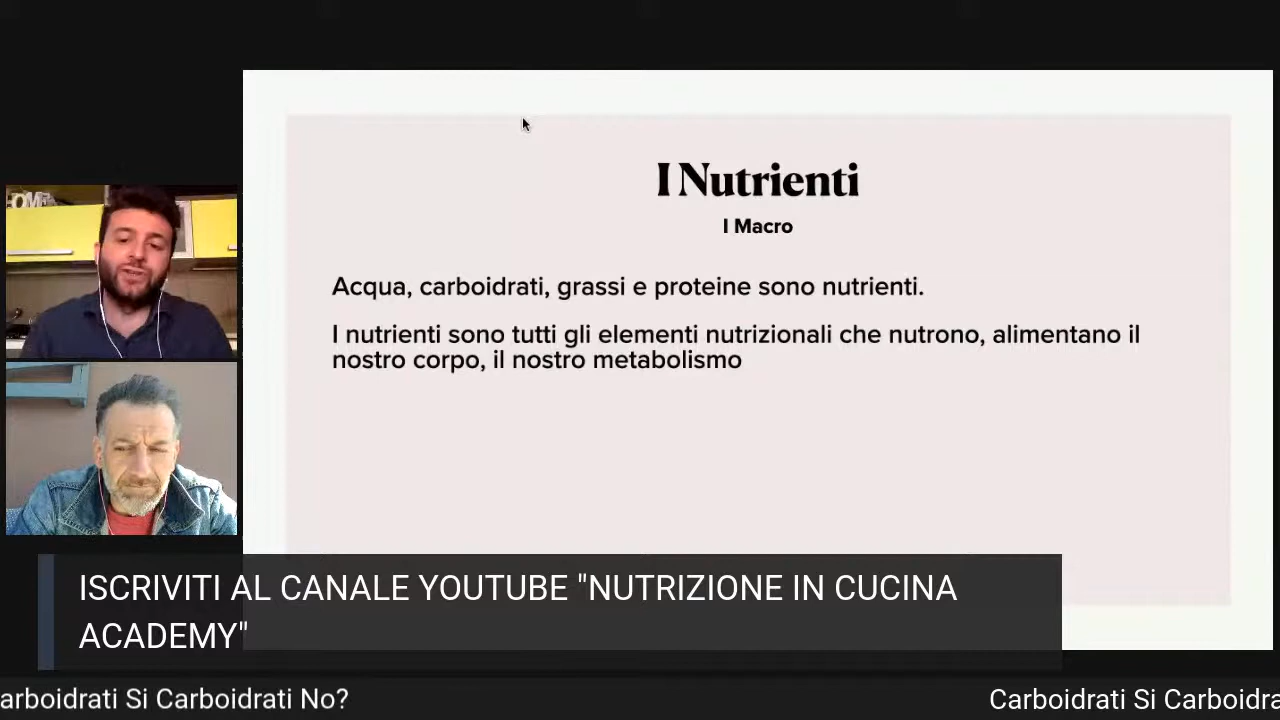 I Nutrienti
I Macro
Acqua, carboidrati, grassi e proteine sono nutrienti.
I nutrienti sono tutti gli elementi nutrizionali che nutrono, alimentano il
nostro corpo, il nostro metabolismo
ISCRIVITI AL CANALE YOUTUBE "NUTRIZIONE IN CUCINA
ACADEMY"
arboidrati Si Carboidrati No? Carboidrati Si Carboidra